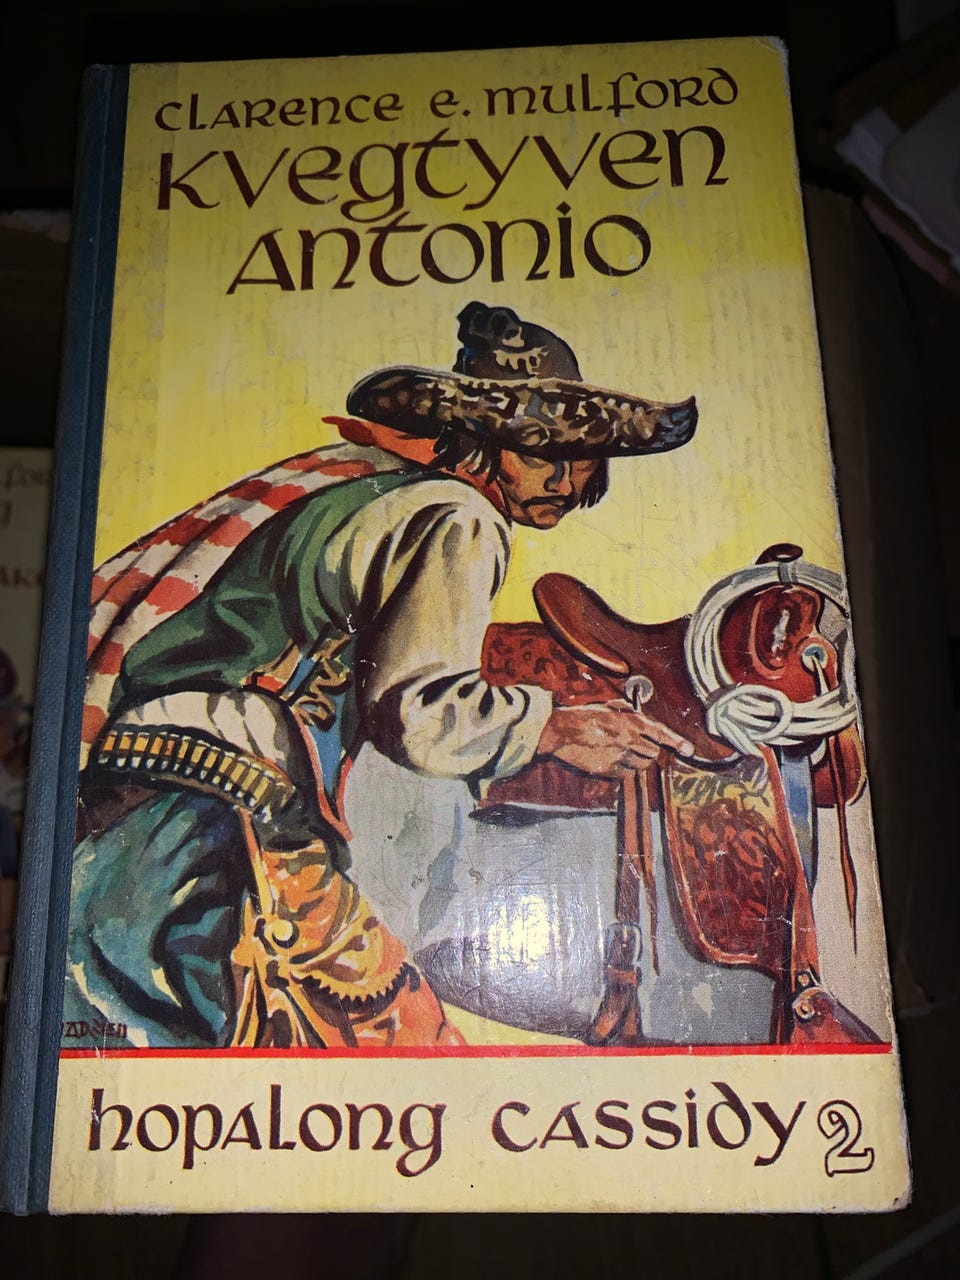 Clarence E. Mulford
Kvegtyven
Antonio
Hopalong Cassidy 2